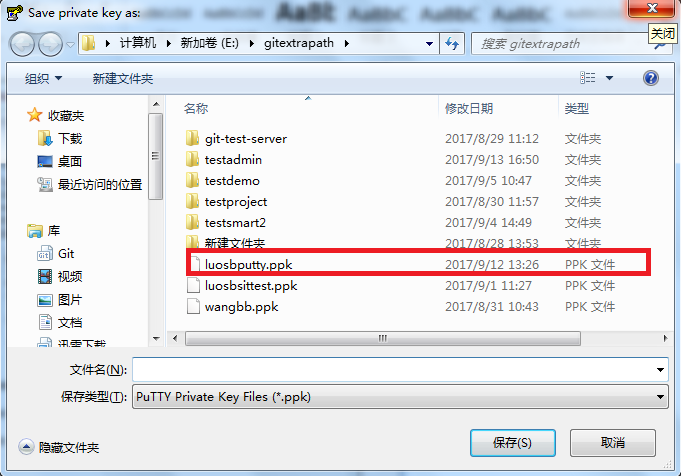 Save private key as:
关闭
计算机 新加卷 (E:) gitextrapath
搜索 gitextrapath
组织 新建文件夹
名称 修改日期 类型
收藏夹
下载
桌面
最近访问的位置
库
Git
视频
图片
文档
迅雷下载
git-test-server 2017/8/29 11:12 文件夹
testadmin 2017/9/13 16:50 文件夹
testdemo 2017/9/5 10:47 文件夹
testproject 2017/8/30 11:57 文件夹
testsmart2 2017/9/4 14:49 文件夹
新建文件夹 2017/8/28 13:53 文件夹
luosbputty.ppk 2017/9/12 13:26 PPK 文件
luosbsittest.ppk 2017/9/1 11:27 PPK 文件
wangbb.ppk 2017/8/31 10:43 PPK 文件
文件名(N):
保存类型(T): PuTTY Private Key Files (*.ppk)
隐藏文件夹 保存(S) 取消